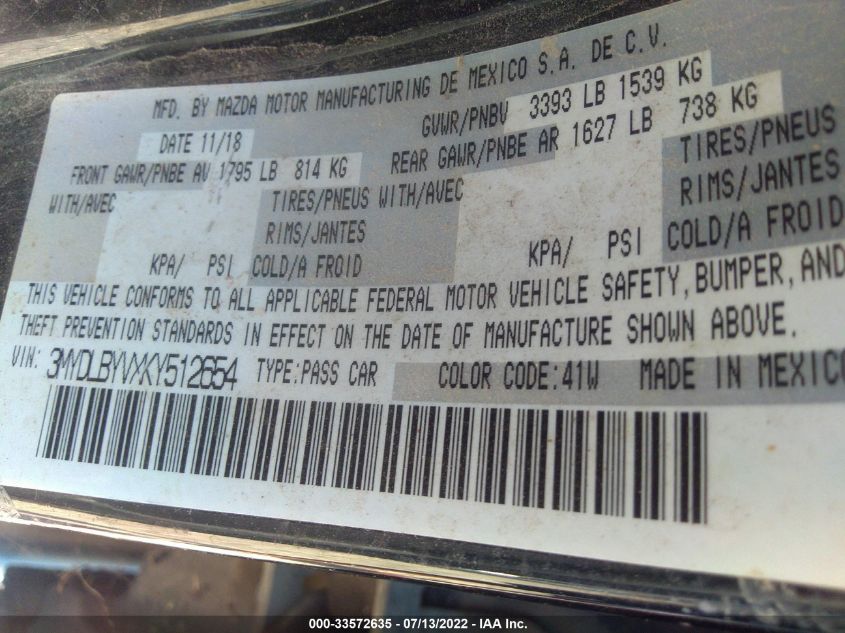 MFD. BY MAZDA MOTOR MANUFACTURING DE MEXICO S.A. DE C.V.
DATE 11/18 GVWR/PNBV 3393 LB 1539 KG
FRONT GAWR/PNBE AV 1795 LB 814 KG REAR GAWR/PNBE AR 1627 LB 738 KG
WITH/AVEC TIRES/PNEUS WITH/AVEC TIRES/PNEUS
RIMS/JANTES RIMS/JANTES
KPA/ PSI COLD/A FROID KPA/ PSI COLD/A FROID
THIS VEHICLE CONFORMS TO ALL APPLICABLE FEDERAL MOTOR VEHICLE SAFETY, BUMPER, AND
THEFT PREVENTION STANDARDS IN EFFECT ON THE DATE OF MANUFACTURE SHOWN ABOVE.
VIN: 3MYDLBYVXKY512654 TYPE:PASS CAR COLOR CODE:41W MADE IN MEXICO
000-33572635 - 07/13/2022 - IAA Inc.